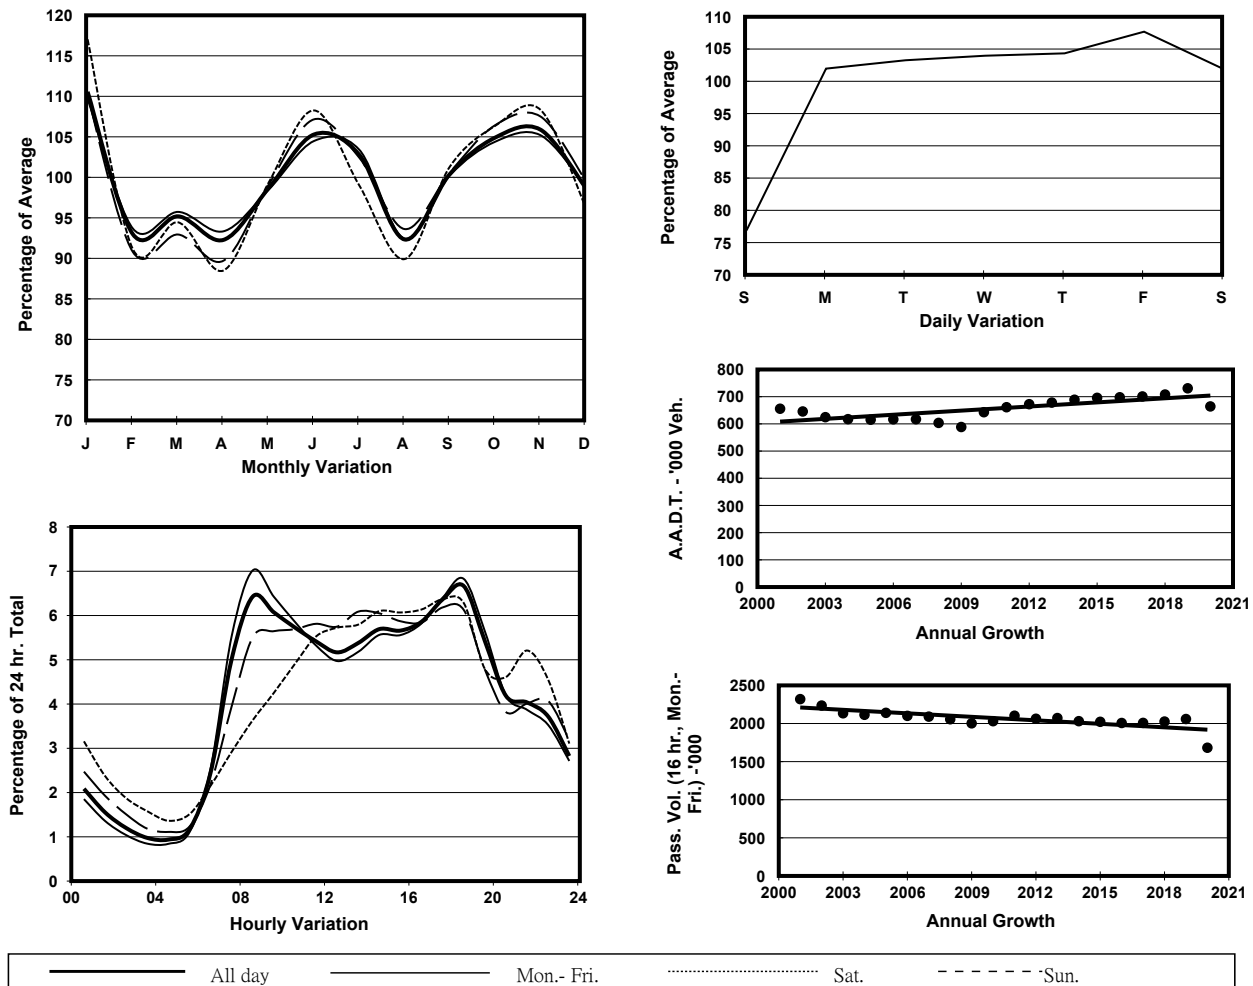 120
115
110
105
100
95
90
85
80
75
70
Percentage of Average
J F M A M J J A S O N D
Monthly Variation
110
105
100
95
90
85
80
75
70
Percentage of Average
S M T W T F S
Daily Variation
800
700
600
500
400
300
200
100
0
A.A.D.T. - '000 Veh.
2000 2003 2006 2009 2012 2015 2018 2021
Annual Growth
8
7
6
5
4
3
2
1
0
Percentage of 24 hr. Total
00 04 08 12 16 20 24
Hourly Variation
2500
2000
1500
1000
500
0
Pass. Vol. (16 hr., Mon.-
Fri.) -'000
2000 2003 2006 2009 2012 2015 2018 2021
Annual Growth
All day Mon.- Fri. Sat. Sun.